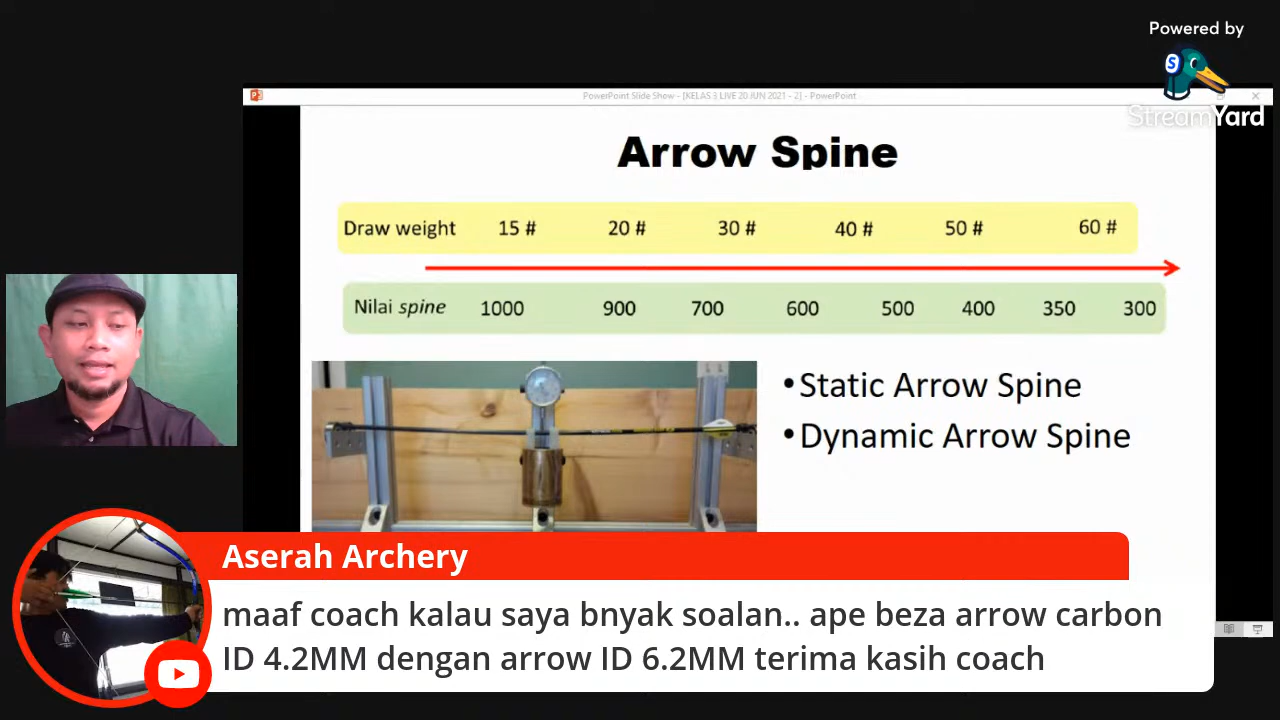 Powered by
StreamYard
PowerPoint Slide Show - [KELAS 3 LIVE 20 JUN 2021 - 2] - PowerPoint
Arrow Spine
Draw weight 15 # 20 # 30 # 40 # 50 # 60 #
Nilai spine 1000 900 700 600 500 400 350 300
•Static Arrow Spine
•Dynamic Arrow Spine
Aserah Archery
maaf coach kalau saya bnyak soalan.. ape beza arrow carbon
ID 4.2MM dengan arrow ID 6.2MM terima kasih coach